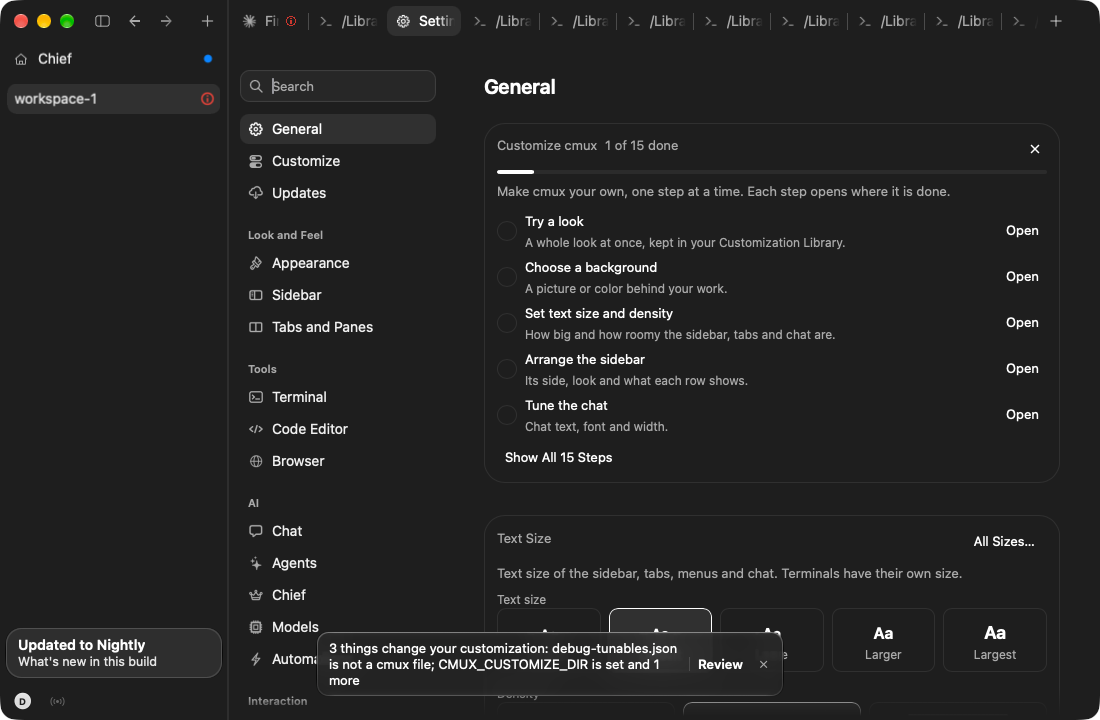 Chief
workspace-1
Search
General
Customize
Updates
Look and Feel
Appearance
Sidebar
Tabs and Panes
Tools
Terminal
Code Editor
Browser
AI
Chat
Agents
Chief
Models
Interaction
Updated to Nightly
What's new in this build
D
General
Customize cmux 1 of 15 done
Make cmux your own, one step at a time. Each step opens where it is done.
Try a look
A whole look at once, kept in your Customization Library.
Open
Choose a background
A picture or color behind your work.
Open
Set text size and density
How big and how roomy the sidebar, tabs and chat are.
Open
Arrange the sidebar
Its side, look and what each row shows.
Open
Tune the chat
Chat text, font and width.
Open
Show All 15 Steps
Text Size
All Sizes...
Text size of the sidebar, tabs, menus and chat. Terminals have their own size.
Text size
Aa
Larger
Aa
Largest
3 things change your customization: debug-tunables.json
is not a cmux file; CMUX_CUSTOMIZE_DIR is set and 1
more
Review